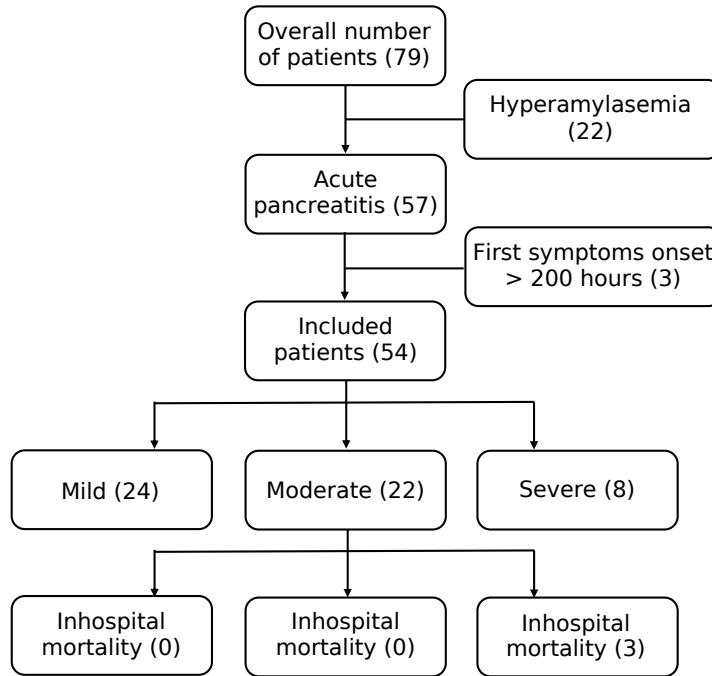 Overall number
of patients (79)
Hyperamylasemia
(22)
Acute
pancreatitis (57)
First symptoms onset
> 200 hours (3)
Included
patients (54)
Mild (24)
Moderate (22)
Severe (8)
Inhospital
mortality (0)
Inhospital
mortality (0)
Inhospital
mortality (3)